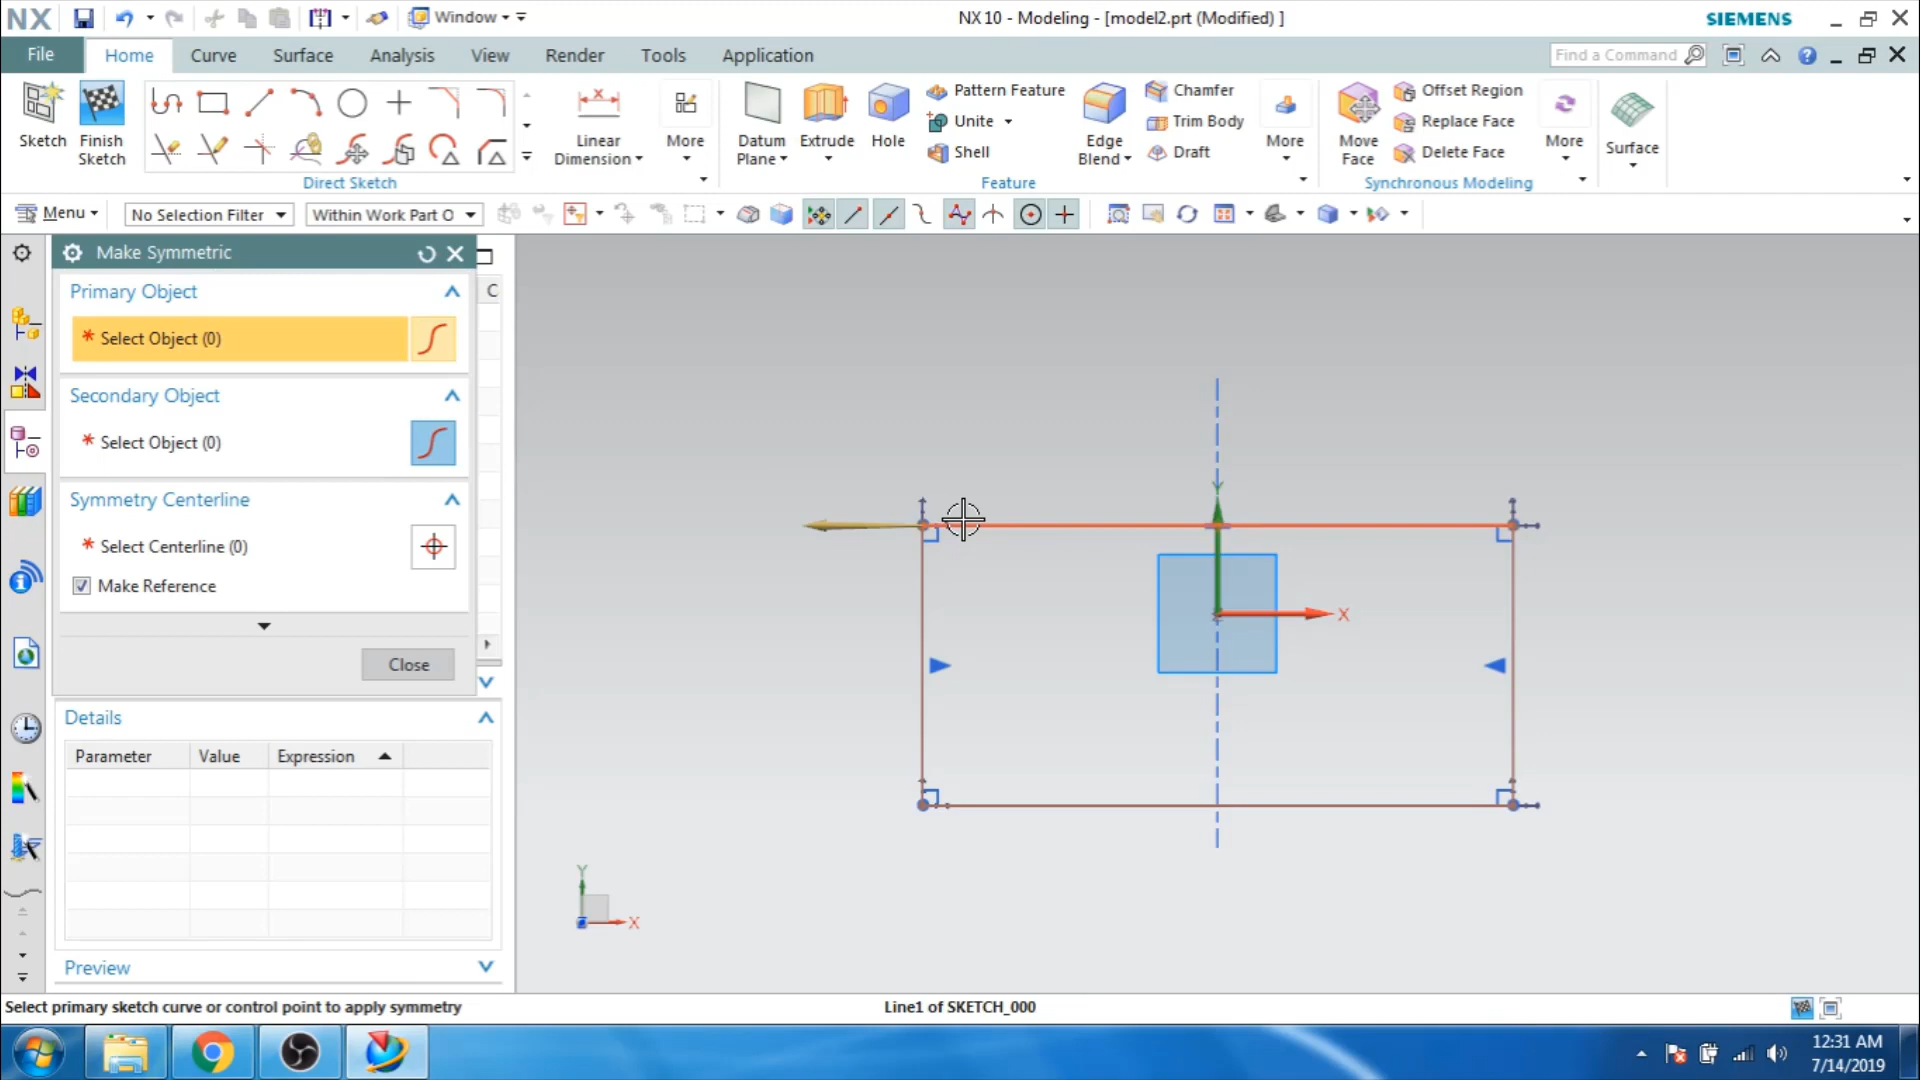 NX
Window
NX 10 - Modeling - [model2.prt (Modified) ]
SIEMENS
File
Home
Curve
Surface
Analysis
View
Render
Tools
Application
Find a Command
Sketch
Finish
Sketch
Linear
Dimension
More
Direct Sketch
Datum
Plane
Extrude
Hole
Pattern Feature
Unite
Shell
Edge
Blend
Chamfer
Trim Body
Draft
More
Feature
Move
Face
Offset Region
Replace Face
Delete Face
More
Synchronous Modeling
Surface
Menu
No Selection Filter
Within Work Part O
Make Symmetric
Primary Object
C
* Select Object (0)
Secondary Object
* Select Object (0)
Symmetry Centerline
* Select Centerline (0)
Make Reference
Close
Details
Parameter
Value
Expression
Preview
Y
X
Y
X
Select primary sketch curve or control point to apply symmetry
Line1 of SKETCH_000
12:31 AM
7/14/2019